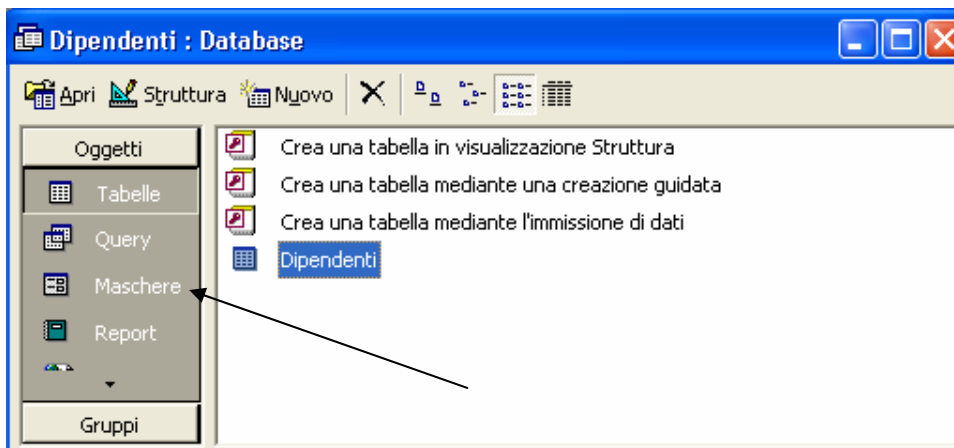 Dipendenti : Database
Apri Struttura Nuovo
Oggetti
Tabelle
Query
Maschere
Report
Gruppi
Crea una tabella in visualizzazione Struttura
Crea una tabella mediante una creazione guidata
Crea una tabella mediante l'immissione di dati
Dipendenti